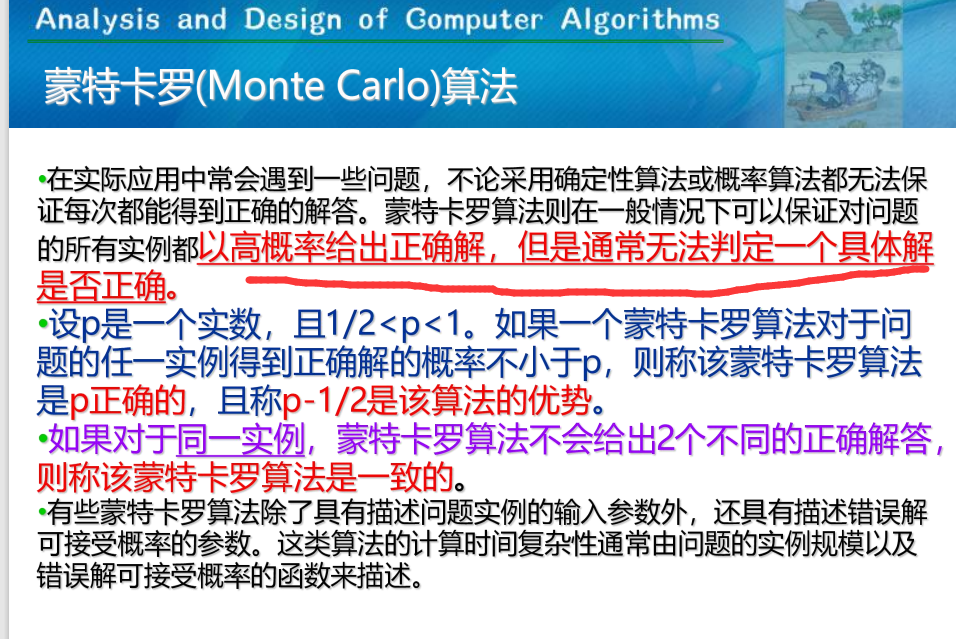 Analysis and Design of Computer Algorithms
蒙特卡罗(Monte Carlo)算法
•在实际应用中常会遇到一些问题，不论采用确定性算法或概率算法都无法保
证每次都能得到正确的解答。蒙特卡罗算法则在一般情况下可以保证对问题
的所有实例都以高概率给出正确解，但是通常无法判定一个具体解
是否正确。
•设p是一个实数，且1/2<p<1。如果一个蒙特卡罗算法对于问
题的任一实例得到正确解的概率不小于p，则称该蒙特卡罗算法
是p正确的，且称p-1/2是该算法的优势。
•如果对于同一实例，蒙特卡罗算法不会给出2个不同的正确解答，
则称该蒙特卡罗算法是一致的。
•有些蒙特卡罗算法除了具有描述问题实例的输入参数外，还具有描述错误解
可接受概率的参数。这类算法的计算时间复杂性通常由问题的实例规模以及
错误解可接受概率的函数来描述。